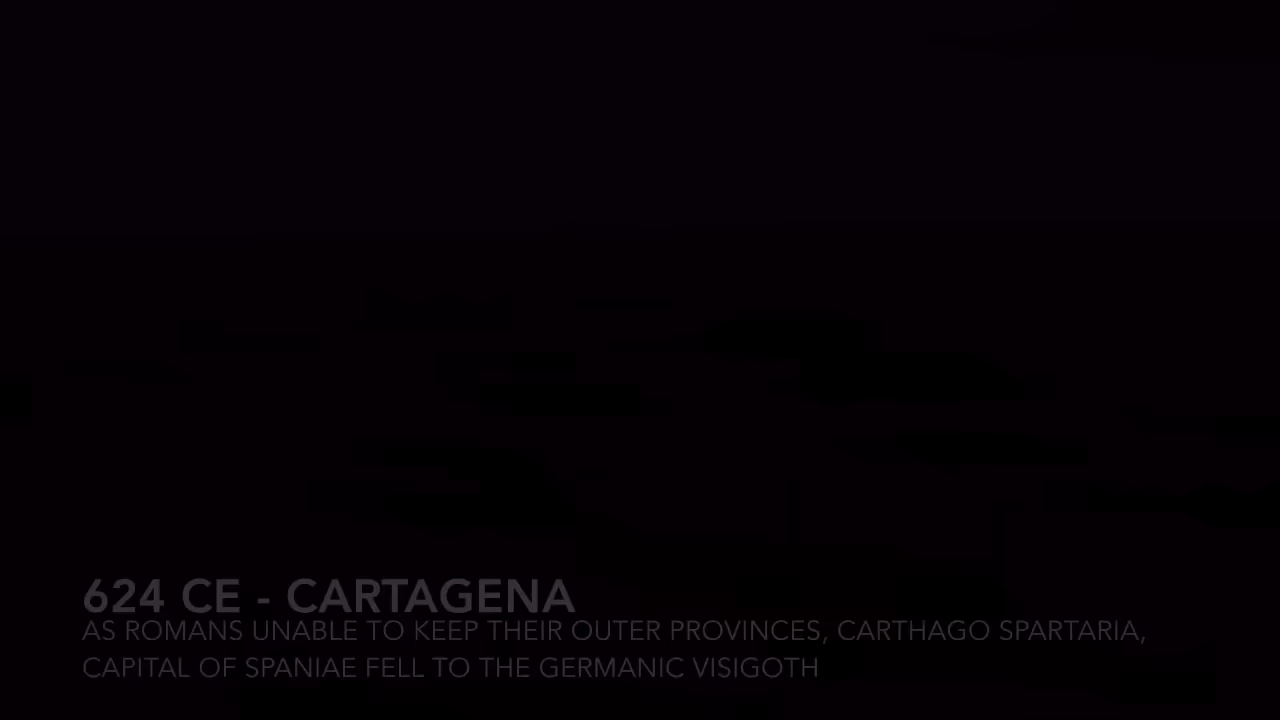 624 CE - CARTAGENA
AS ROMANS UNABLE TO KEEP THEIR OUTER PROVINCES, CARTHAGO SPARTARIA,
CAPITAL OF SPANIAE FELL TO THE GERMANIC VISIGOTH